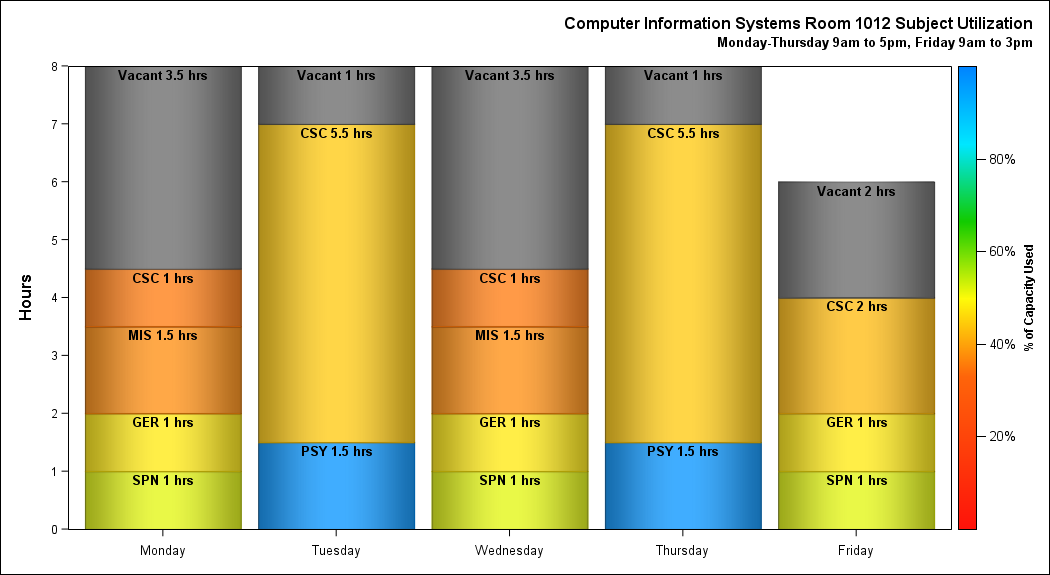 Computer Information Systems Room 1012 Subject Utilization
Monday-Thursday 9am to 5pm, Friday 9am to 3pm
Hours
8
7
6
5
4
3
2
1
0
Vacant 3.5 hrs
CSC 1 hrs
MIS 1.5 hrs
GER 1 hrs
SPN 1 hrs
Monday
Vacant 1 hrs
CSC 5.5 hrs
PSY 1.5 hrs
Tuesday
Vacant 3.5 hrs
CSC 1 hrs
MIS 1.5 hrs
GER 1 hrs
SPN 1 hrs
Wednesday
Vacant 1 hrs
CSC 5.5 hrs
PSY 1.5 hrs
Thursday
Vacant 2 hrs
CSC 2 hrs
GER 1 hrs
SPN 1 hrs
Friday
80%
60%
40%
20%
% of Capacity Used